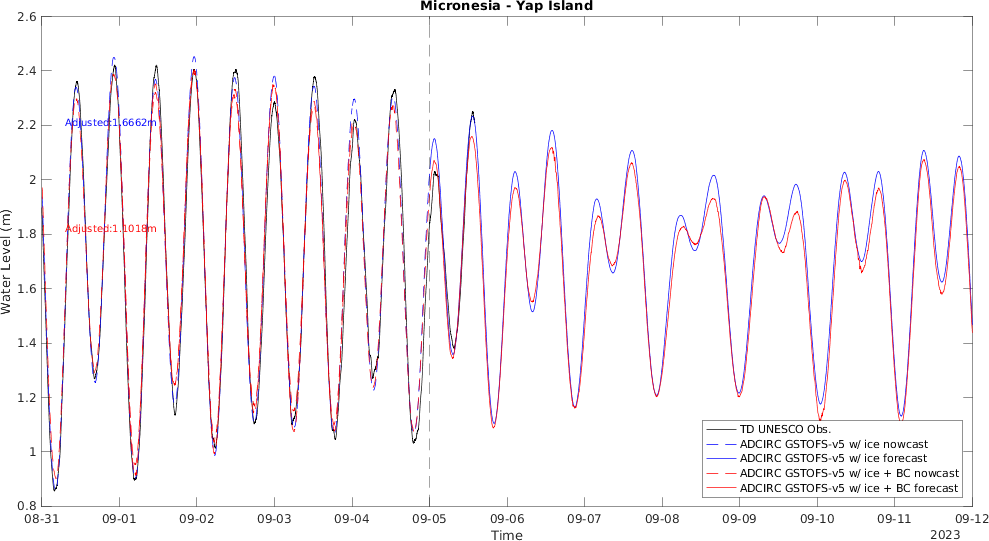 Micronesia - Yap Island
2.6
2.4
2.2
2
1.8
1.6
1.4
1.2
1
0.8
Water Level (m)
Adjusted:1.6662m
Adjusted:1.1018m
TD UNESCO Obs.
ADCIRC GSTOFS-v5 w/ ice nowcast
ADCIRC GSTOFS-v5 w/ ice forecast
ADCIRC GSTOFS-v5 w/ ice + BC nowcast
ADCIRC GSTOFS-v5 w/ ice + BC forecast
08-31 09-01 09-02 09-03 09-04 09-05 09-06 09-07 09-08 09-09 09-10 09-11 09-12
Time
2023